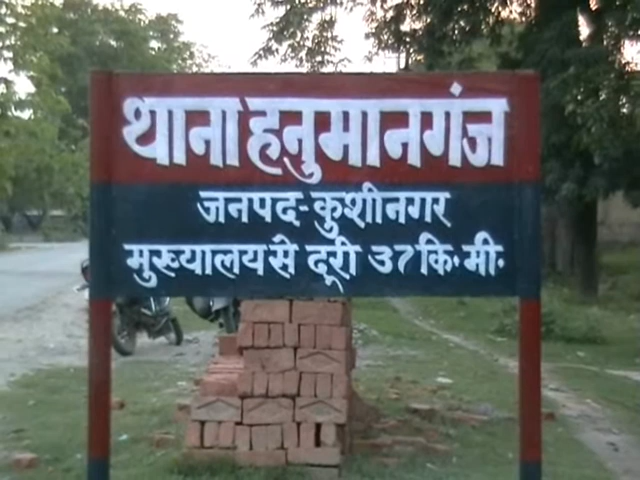 थाना हनुमानगंज
जनपद-कुशीनगर
मुख्यालय से दूरी 37 कि॰मी॰